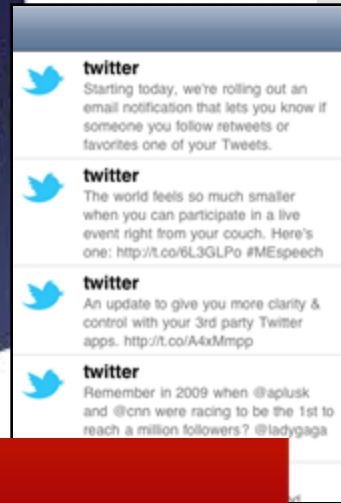 twitter
Starting today, we're rolling out an
email notification that lets you know if
someone you follow retweets or
favorites one of your Tweets.
twitter
The world feels so much smaller
when you can participate in a live
event right from your couch. Here's
one: http://t.co/6L3GLPo #MEspeech
twitter
An update to give you more clarity &
control with your 3rd party Twitter
apps. http://t.co/A4xMmpp
twitter
Remember in 2009 when @aplusk
and @cnn were racing to be the 1st to
reach a million followers? @ladygaga